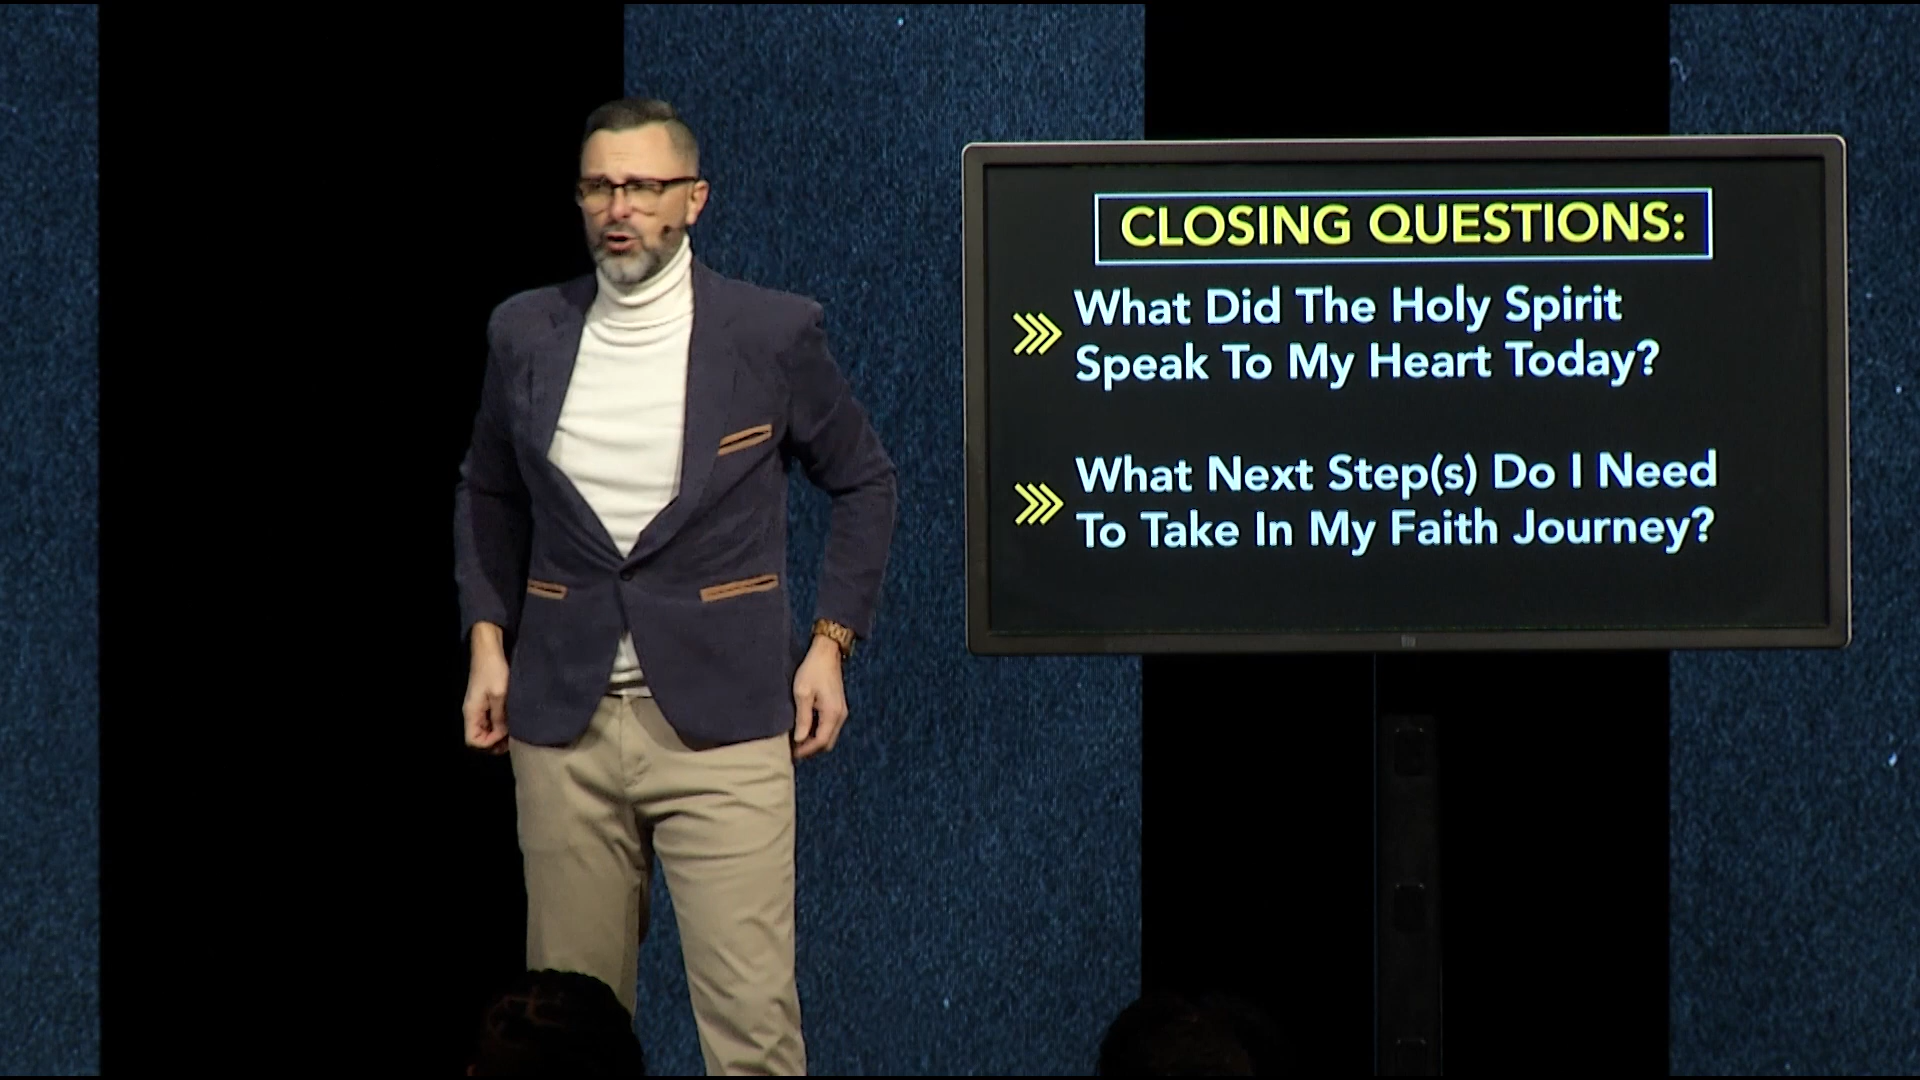 CLOSING QUESTIONS:
What Did The Holy Spirit
Speak To My Heart Today?
What Next Step(s) Do I Need
To Take In My Faith Journey?